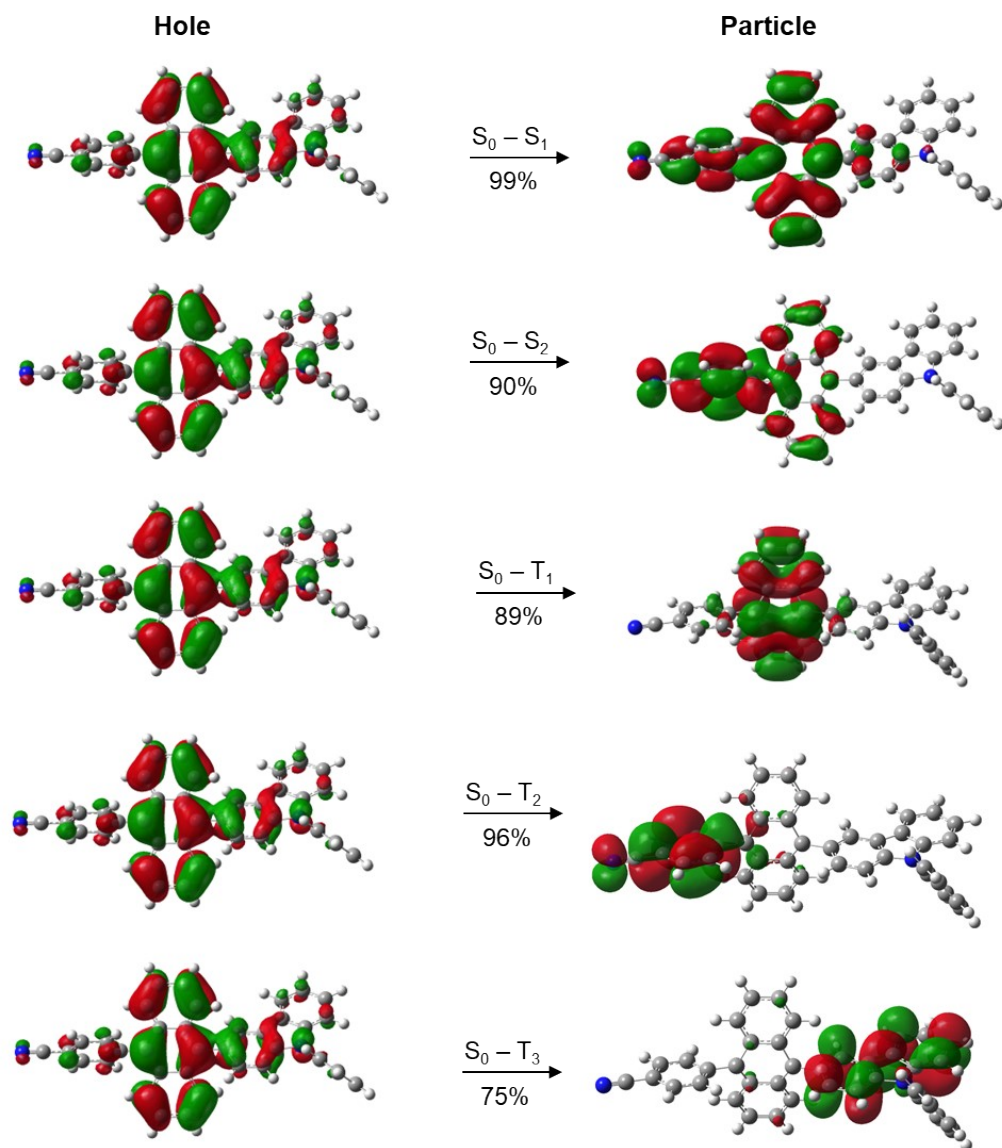 Hole Particle
S₀ – S₁
99%
S₀ – S₂
90%
S₀ – T₁
89%
S₀ – T₂
96%
S₀ – T₃
75%